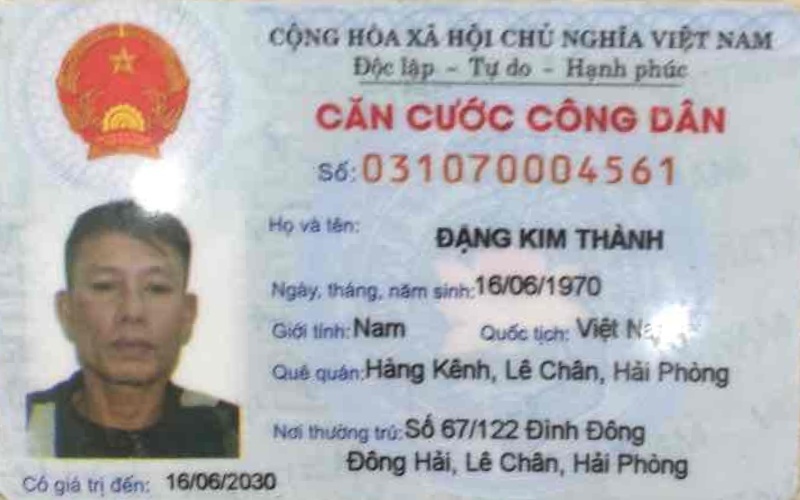 CỘNG HÒA XÃ HỘI CHỦ NGHĨA VIỆT NAM
Độc lập - Tự do - Hạnh phúc
CĂN CƯỚC CÔNG DÂN
Số: 031070004561
Họ và tên: ĐẶNG KIM THÀNH
Ngày, tháng, năm sinh: 16/06/1970
Giới tính: Nam Quốc tịch: Việt
Quê quán: Hàng Kênh, Lê Chân, Hải Phòng
Nơi thường trú: Số 67/122 Đình Đông
Đông Hải, Lê Chân, Hải Phòng
Có giá trị đến: 16/06/2030